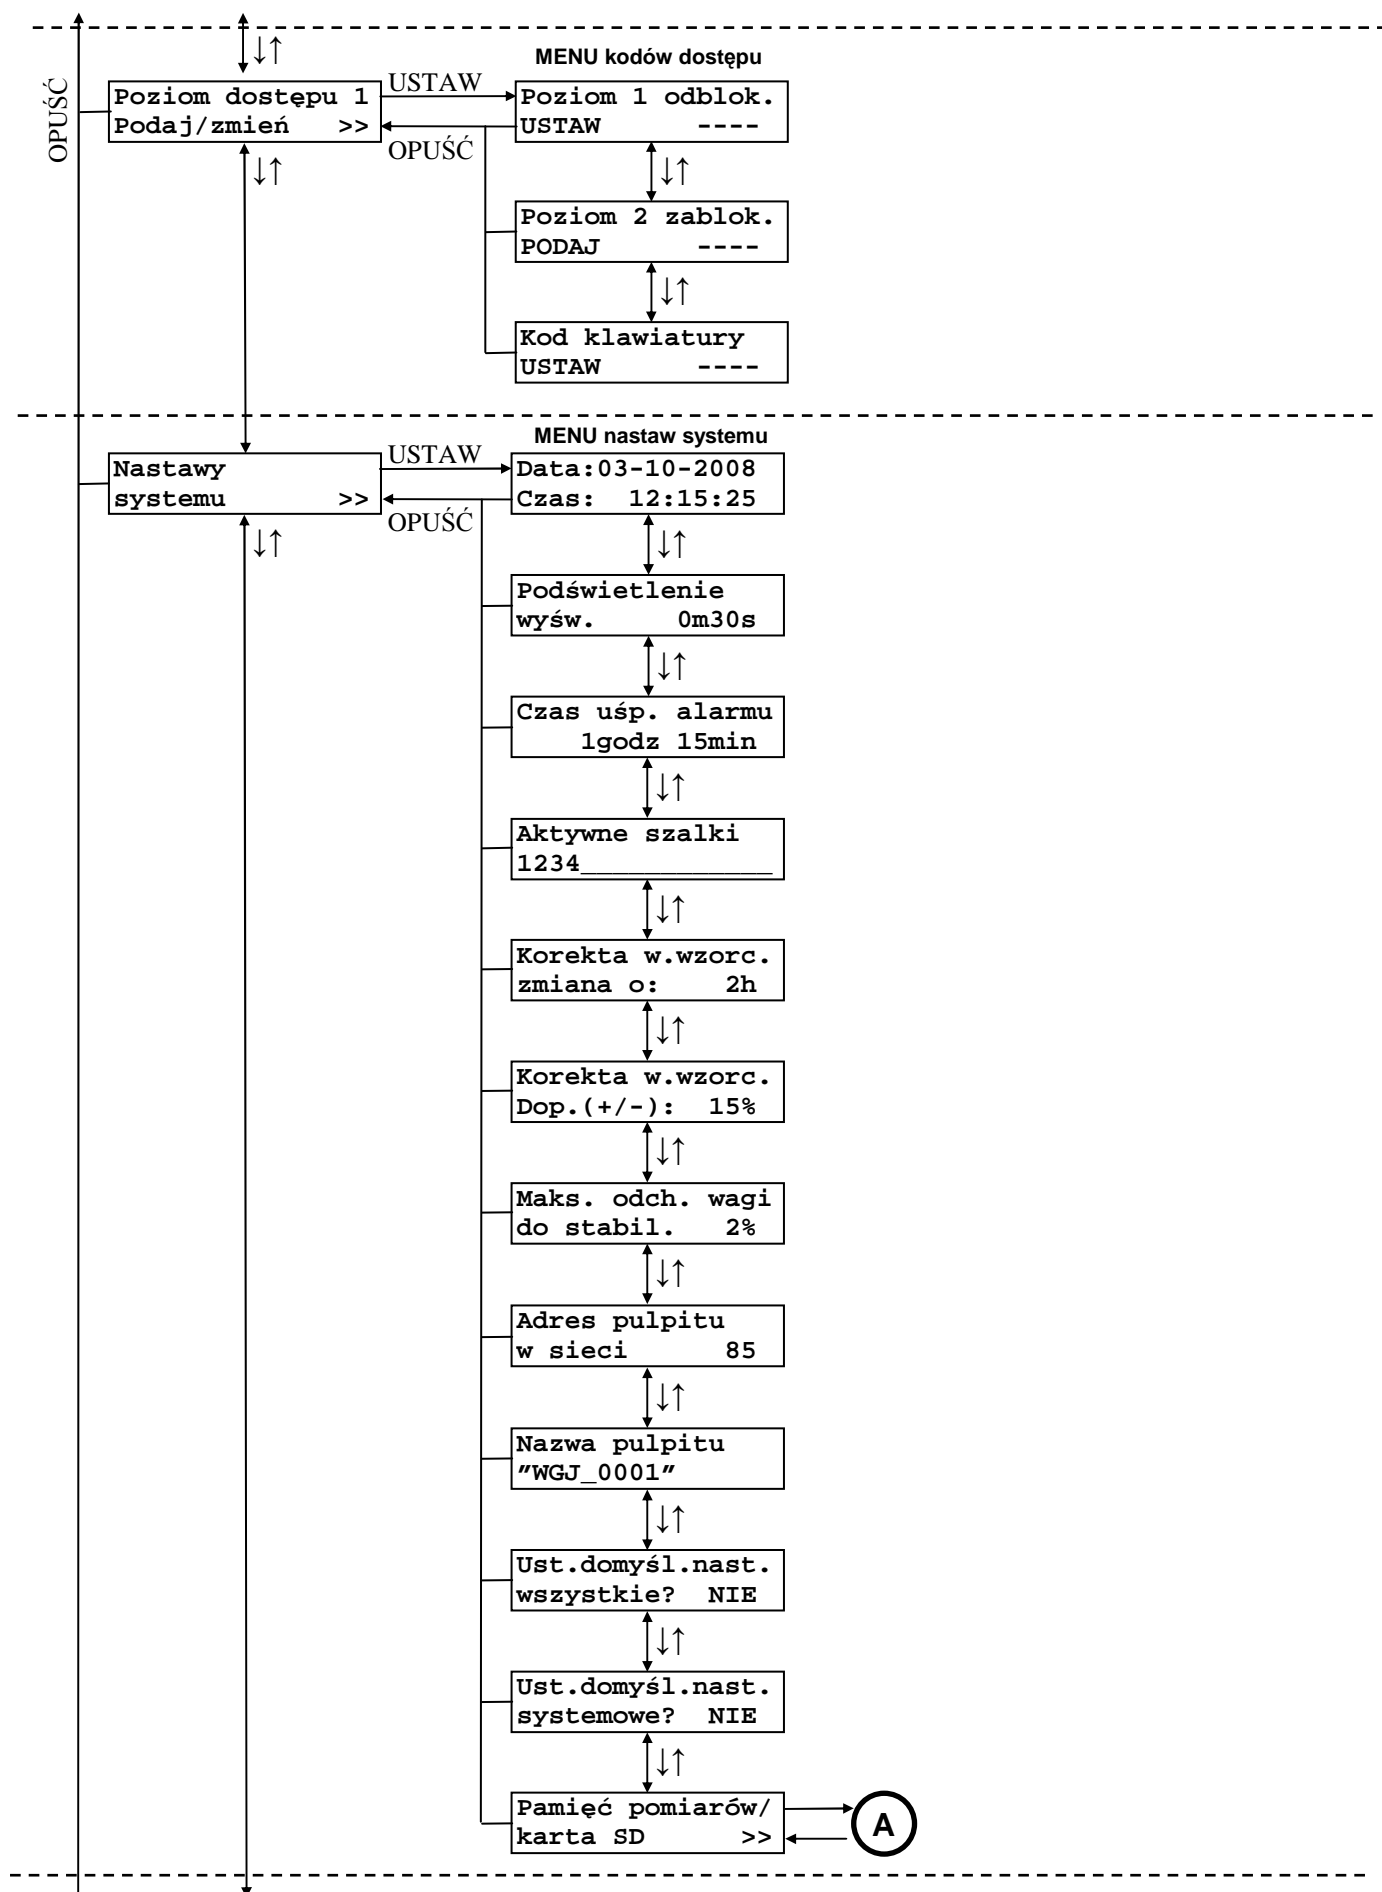 ↓↑
MENU kodów dostępu
OPUŚĆ
Poziom dostępu 1
Podaj/zmień >>
USTAW
OPUŚĆ
Poziom 1 odblok.
USTAW ----
↓↑
↓↑
Poziom 2 zablok.
PODAJ ----
↓↑
Kod klawiatury
USTAW ----
MENU nastaw systemu
Nastawy
systemu >>
USTAW
OPUŚĆ
Data:03-10-2008
Czas: 12:15:25
↓↑
↓↑
Podświetlenie
wyśw. 0m30s
↓↑
Czas uśp. alarmu
1godz 15min
↓↑
Aktywne szalki
1234____________
↓↑
Korekta w.wzorc.
zmiana o: 2h
↓↑
Korekta w.wzorc.
Dop.(+/-): 15%
↓↑
Maks. odch. wagi
do stabil. 2%
↓↑
Adres pulpitu
w sieci 85
↓↑
Nazwa pulpitu
″WGJ_0001″
↓↑
Ust.domyśl.nast.
wszystkie? NIE
↓↑
Ust.domyśl.nast.
systemowe? NIE
↓↑
Pamięć pomiarów/
karta SD >>
A